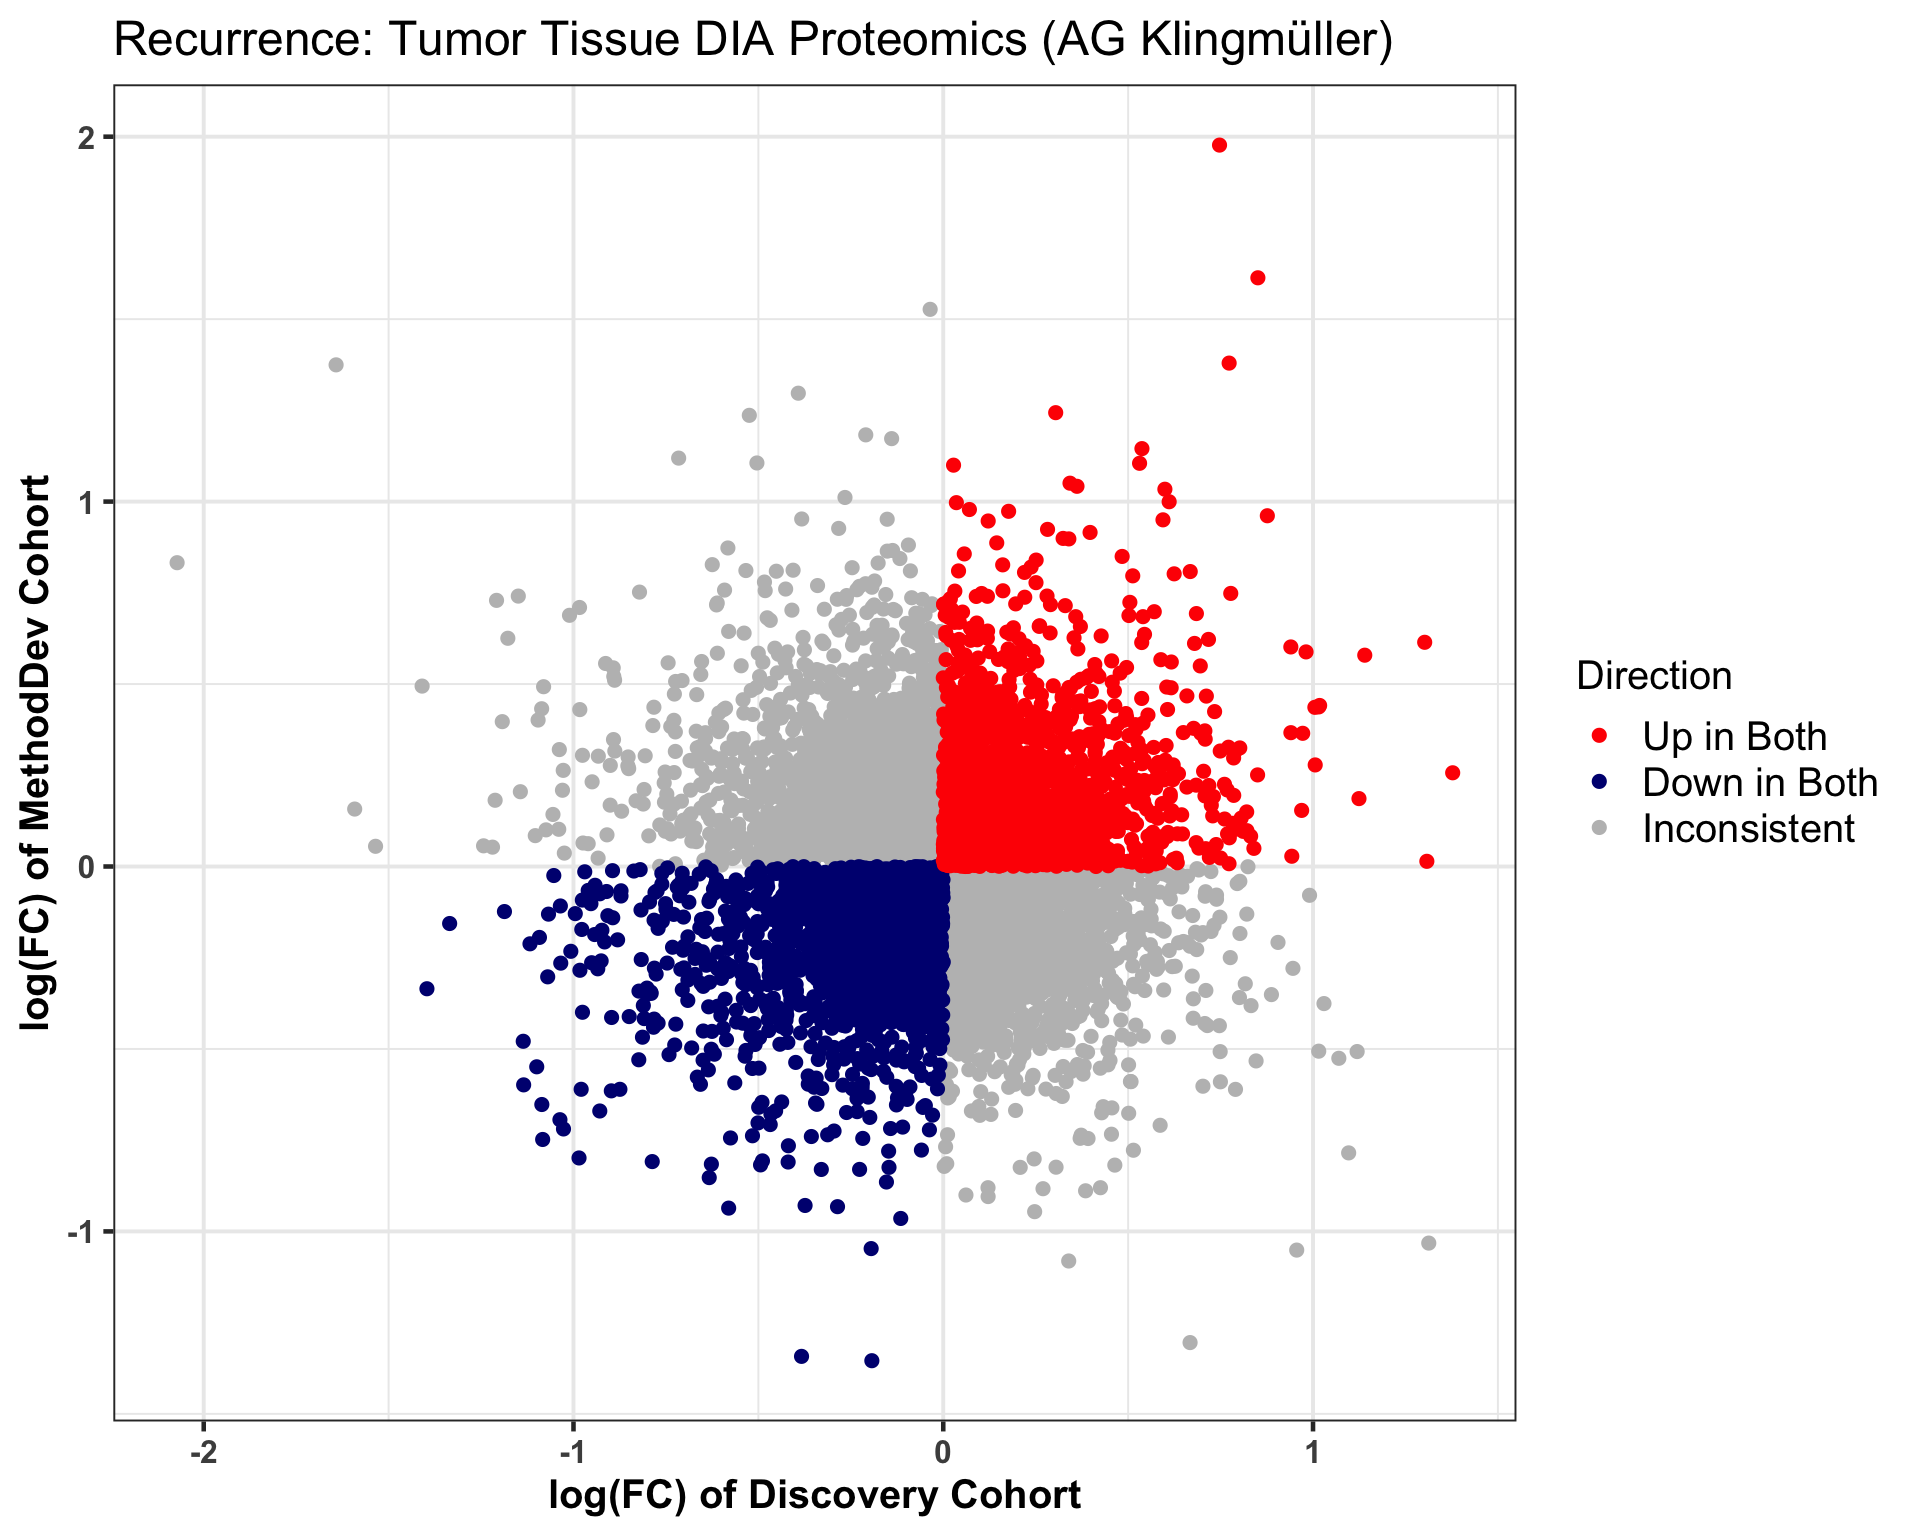 Recurrence: Tumor Tissue DIA Proteomics (AG Klingmüller)
log(FC) of MethodDev Cohort
2
1
0
-1
-2
-1
0
1
log(FC) of Discovery Cohort
Direction
Up in Both
Down in Both
Inconsistent